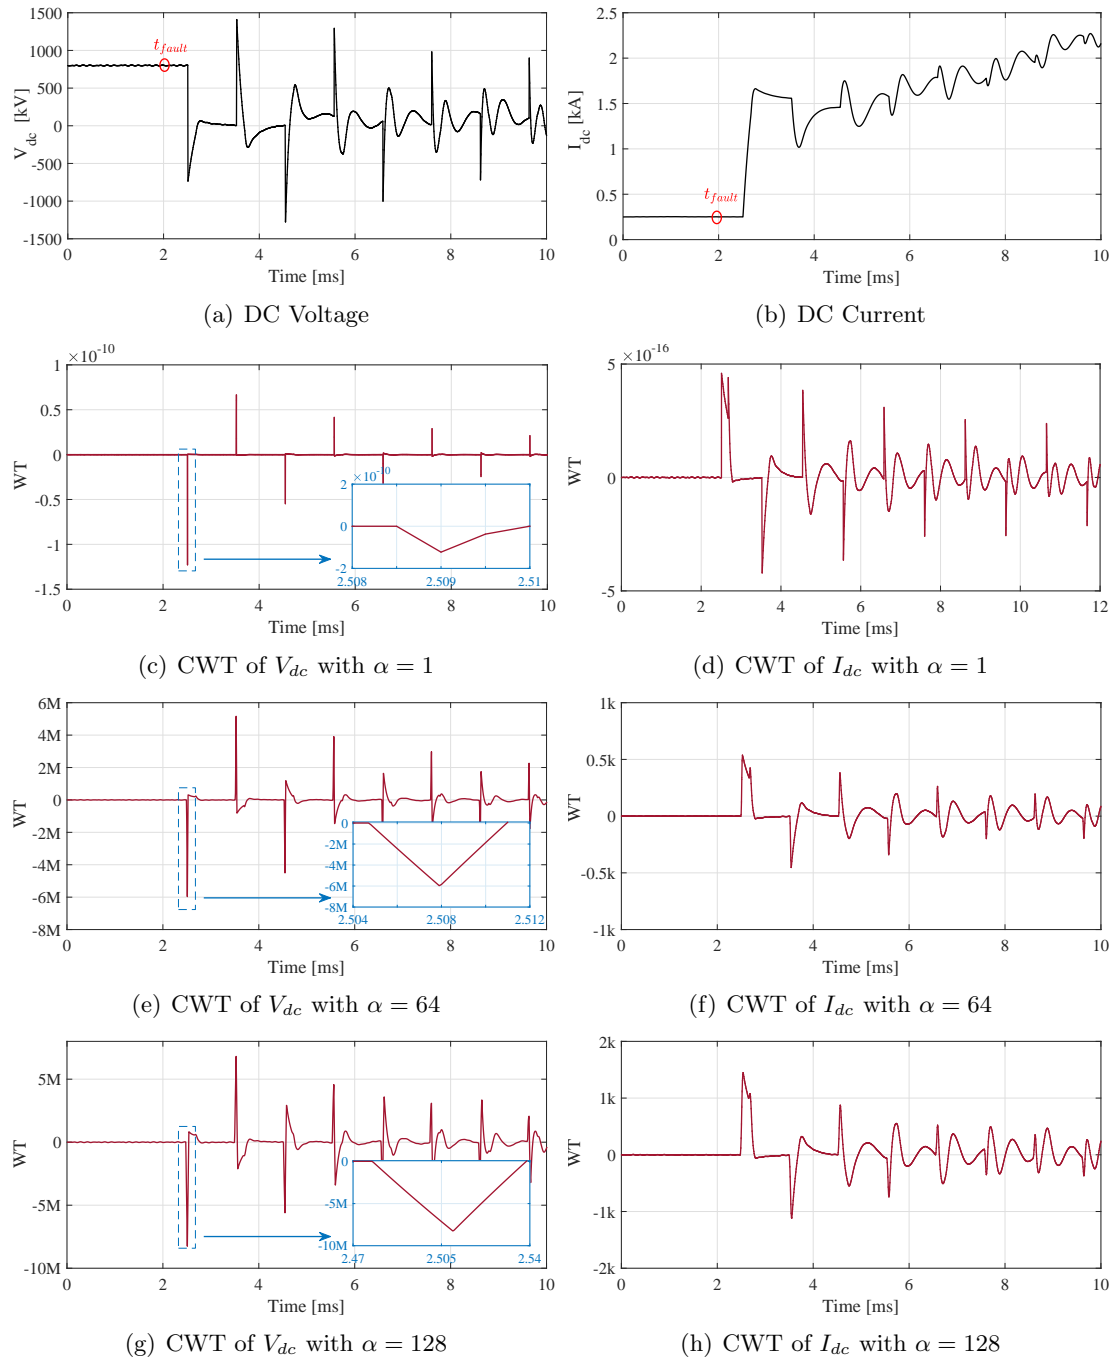 1500
1000
500
0
-500
-1000
-1500
V_dc [kV]
t_fault
0 2 4 6 8 10
Time [ms]
(a) DC Voltage
2.5
2
1.5
1
0.5
0
I_dc [kA]
t_fault
0 2 4 6 8 10
Time [ms]
(b) DC Current
×10^-10
1
0.5
0
-0.5
-1
-1.5
WT
×10^-10
2
0
-2
2.508 2.509 2.51
0 2 4 6 8 10
Time [ms]
(c) CWT of V_dc with α = 1
×10^-16
5
0
-5
WT
0 2 4 6 8 10 12
Time [ms]
(d) CWT of I_dc with α = 1
6M
4M
2M
0
-2M
-4M
-6M
-8M
WT
0
-2M
-4M
-6M
-8M
2.504 2.508 2.512
0 2 4 6 8 10
Time [ms]
(e) CWT of V_dc with α = 64
1k
0.5k
0
-0.5k
-1k
WT
0 2 4 6 8 10
Time [ms]
(f) CWT of I_dc with α = 64
5M
0
-5M
-10M
WT
0
-5M
-10M
2.47 2.505 2.54
0 2 4 6 8 10
Time [ms]
(g) CWT of V_dc with α = 128
2k
1k
0
-1k
-2k
WT
0 2 4 6 8 10
Time [ms]
(h) CWT of I_dc with α = 128